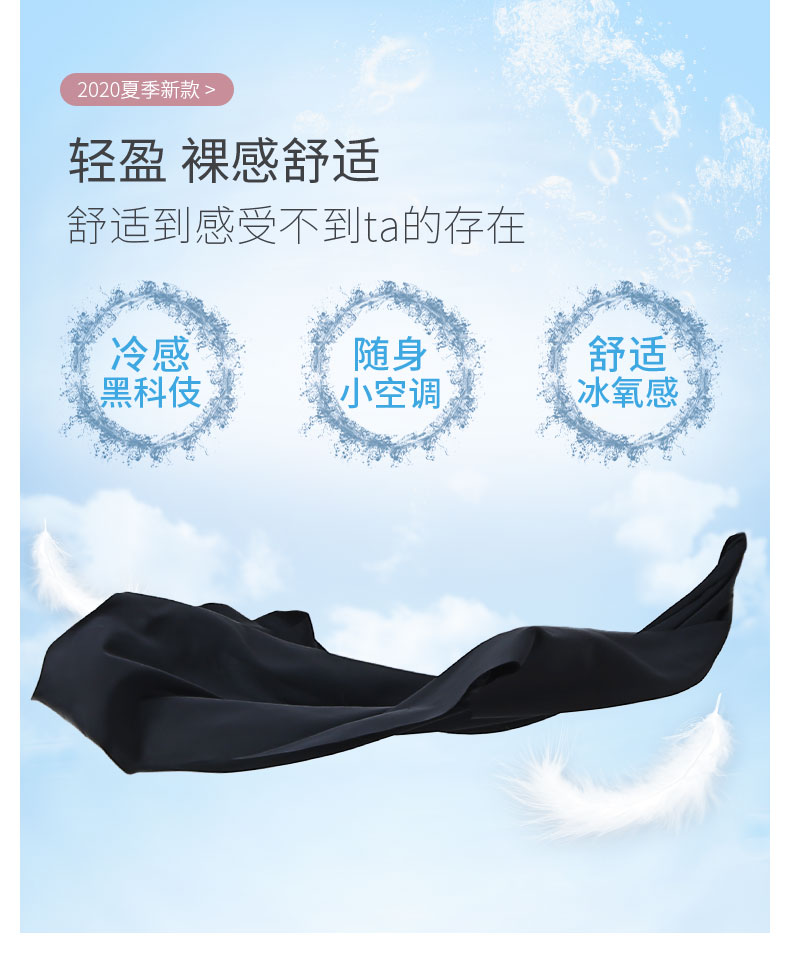 2020夏季新款 >
轻盈 裸感舒适
舒适到感受不到ta的存在
冷感
黑科伎
随身
小空调
舒适
冰氧感